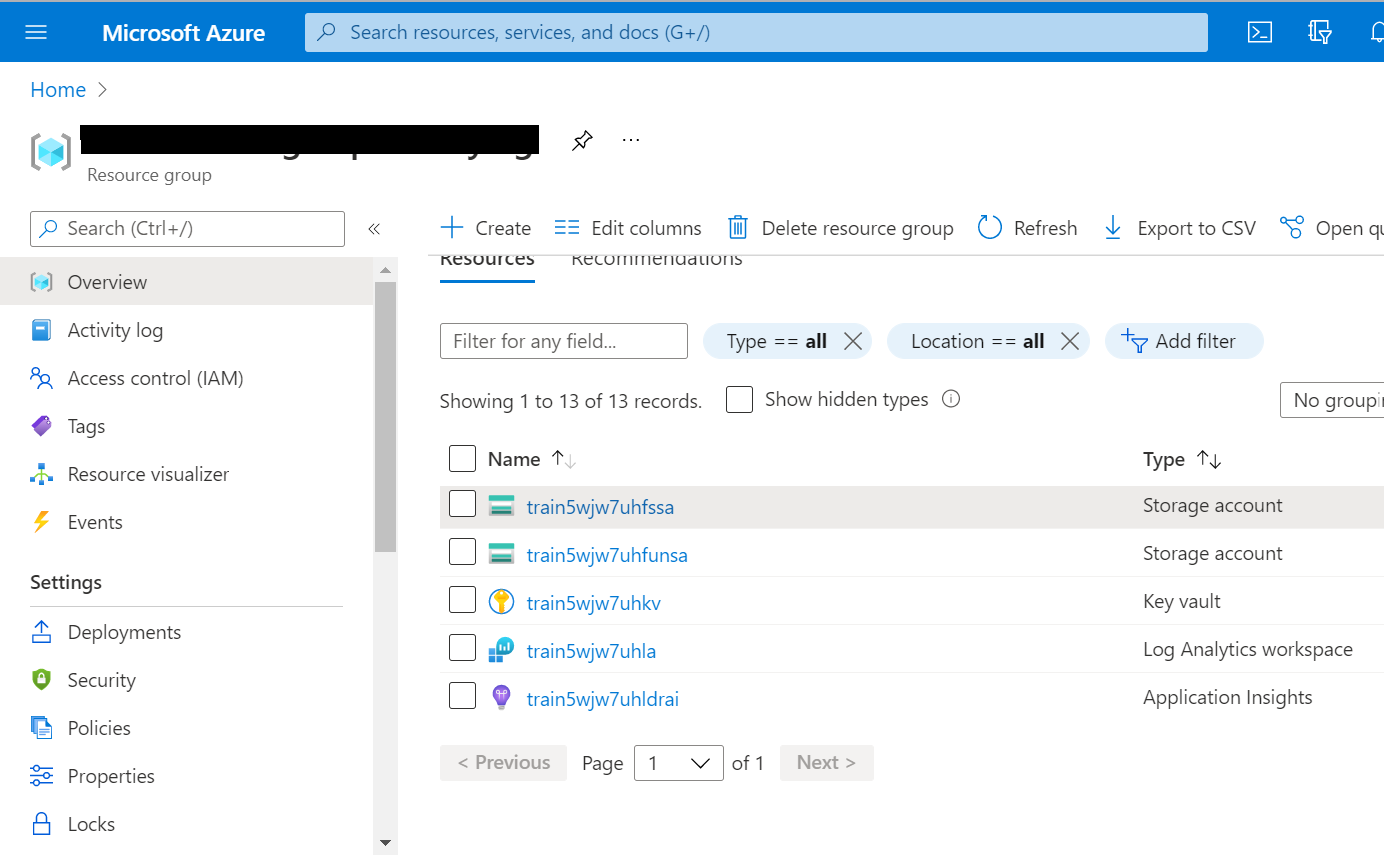 Microsoft Azure
Search resources, services, and docs (G+/)
Home
Resource group
Search (Ctrl+/)
Create
Edit columns
Delete resource group
Refresh
Export to CSV
Open
Overview
Activity log
Access control (IAM)
Tags
Resource visualizer
Events
Settings
Deployments
Security
Policies
Properties
Locks
Resources
Recommendations
Filter for any field...
Type == all
Location == all
Add filter
Showing 1 to 13 of 13 records.
Show hidden types
No
Name
Type
train5wjw7uhfssa
Storage account
train5wjw7uhfunsa
Storage account
train5wjw7uhkv
Key vault
train5wjw7uhla
Log Analytics workspace
train5wjw7uhldrai
Application Insights
< Previous
Page
1
of 1
Next >